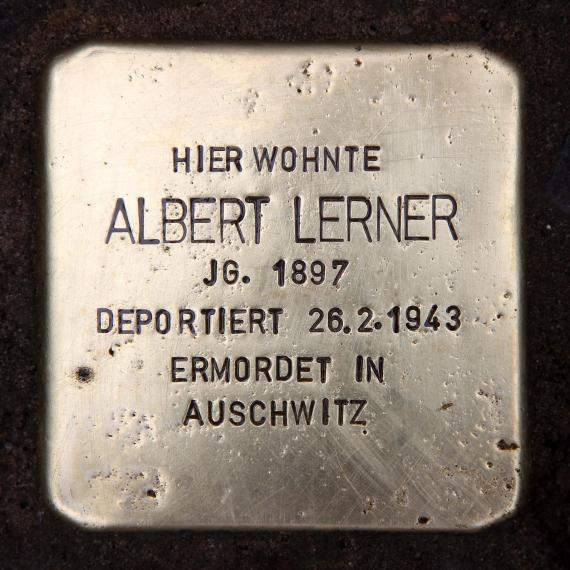 HIER WOHNTE
ALBERT LERNER
JG. 1897
DEPORTIERT 26.2.1943
ERMORDET IN
AUSCHWITZ